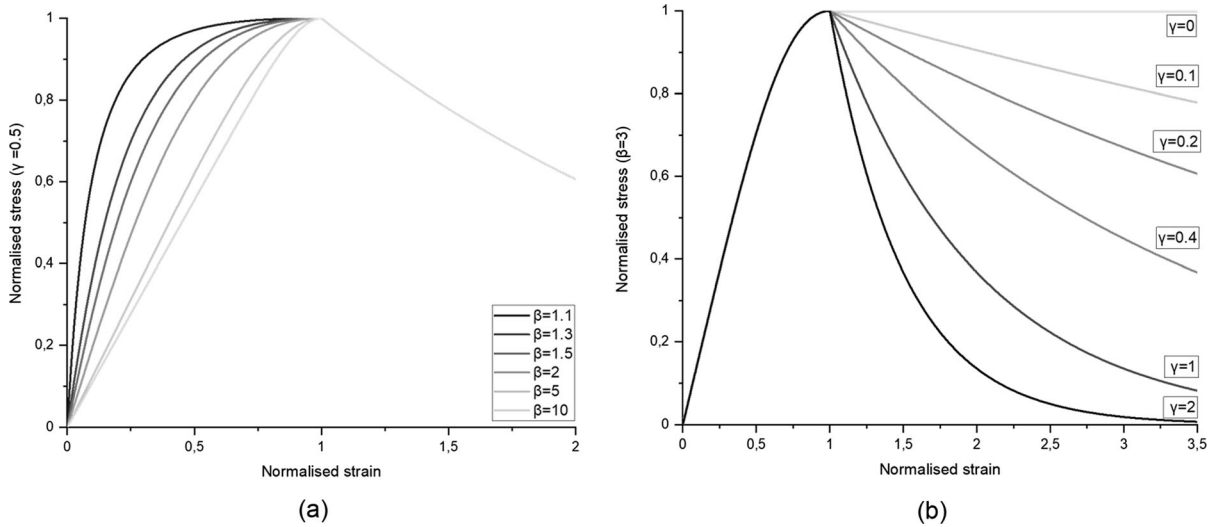 Normalised stress (γ =0.5)
1
0,8
0,6
0,4
0,2
0
0
0,5
1
1,5
2
Normalised strain
β=1.1
β=1.3
β=1.5
β=2
β=5
β=10
(a)
Normalised stress (β=3)
1
0,8
0,6
0,4
0,2
0
0
0,5
1
1,5
2
2,5
3
3,5
Normalised strain
γ=0
γ=0.1
γ=0.2
γ=0.4
γ=1
γ=2
(b)